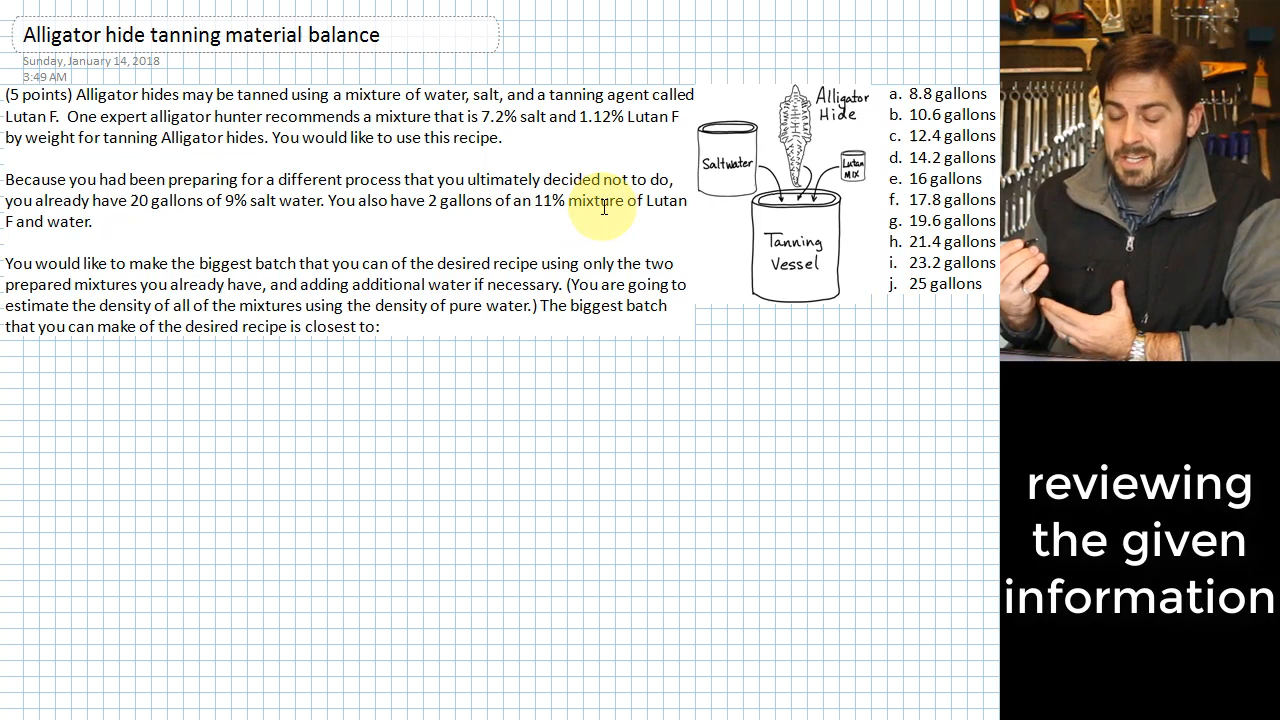 Alligator hide tanning material balance
Sunday, January 14, 2018
3:49 AM
(5 points) Alligator hides may be tanned using a mixture of water, salt, and a tanning agent called
Lutan F. One expert alligator hunter recommends a mixture that is 7.2% salt and 1.12% Lutan F
by weight for tanning Alligator hides. You would like to use this recipe.
Because you had been preparing for a different process that you ultimately decided not to do,
you already have 20 gallons of 9% salt water. You also have 2 gallons of an 11% mixture of Lutan
F and water.
You would like to make the biggest batch that you can of the desired recipe using only the two
prepared mixtures you already have, and adding additional water if necessary. (You are going to
estimate the density of all of the mixtures using the density of pure water.) The biggest batch
that you can make of the desired recipe is closest to:
Alligator
Hide
Saltwater
Lutan
MIX
Tanning
Vessel
a. 8.8 gallons
b. 10.6 gallons
c. 12.4 gallons
d. 14.2 gallons
e. 16 gallons
f. 17.8 gallons
g. 19.6 gallons
h. 21.4 gallons
i. 23.2 gallons
j. 25 gallons
reviewing
the given
information